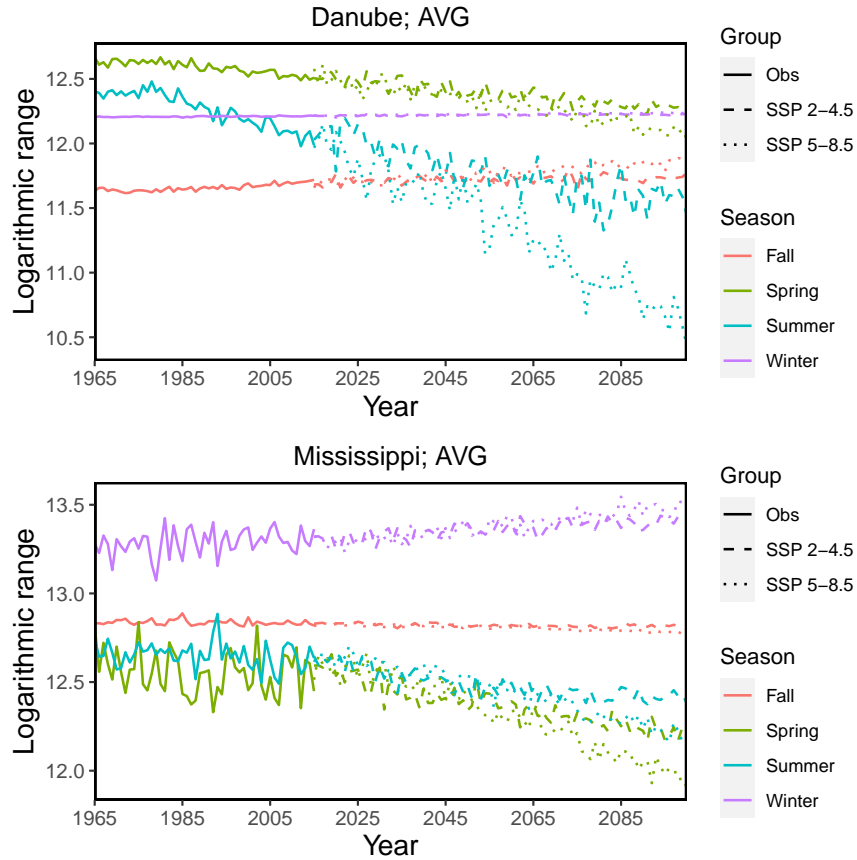 Danube; AVG
Logarithmic range
12.5
12.0
11.5
11.0
10.5
1965 1985 2005 2025 2045 2065 2085
Year
Group
Obs
SSP 2−4.5
SSP 5−8.5
Season
Fall
Spring
Summer
Winter
Mississippi; AVG
Logarithmic range
13.5
13.0
12.5
12.0
1965 1985 2005 2025 2045 2065 2085
Year
Group
Obs
SSP 2−4.5
SSP 5−8.5
Season
Fall
Spring
Summer
Winter